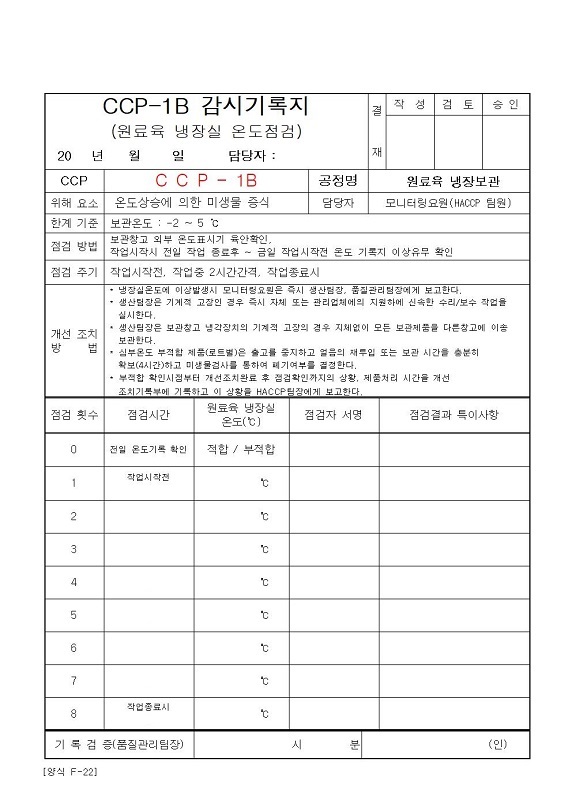 CCP-1B 감시기록지
(원료육 냉장실 온도점검)
20 년 월 일 담당자 :
결 재
작 성 검 토 승 인
CCP C C P - 1B 공정명 원료육 냉장보관
위해 요소 온도상승에 의한 미생물 증식 담당자 모니터링요원(HACCP 팀원)
한계 기준 보관온도 : -2 ~ 5 ℃
점검 방법 보관창고 외부 온도표시기 육안확인,
작업시작시 전일 작업 종료후 ~ 금일 작업시작전 온도 기록지 이상유무 확인
점검 주기 작업시작전, 작업중 2시간간격, 작업종료시
개선 조치
방 법
* 냉장실온도에 이상발생시 모니터링요원은 즉시 생산팀장, 품질관리팀장에게 보고한다.
* 생산팀장은 기계적 고장인 경우 즉시 자체 또는 관리업체에의 지원하에 신속한 수리/보수 작업을
실시한다.
* 생산팀장은 보관창고 냉각장치의 기계적 고장의 경우 지체없이 모든 보관제품을 다른창고에 이송
보관한다.
* 심부온도 부적합 제품(로트별)은 출고를 중지하고 얼음의 재투입 또는 보관 시간을 충분히
확보(4시간)하고 미생물검사를 통하여 폐기여부를 결정한다.
* 부적합 확인시점부터 개선조치완료 후 점검확인까지의 상황, 제품처리 시간을 개선
조치기록부에 기록하고 이 상황을 HACCP팀장에게 보고한다.
점검 횟수 점검시간 원료육 냉장실
온도(℃) 점검자 서명 점검결과 특이사항
0 전일 온도기록 확인 적합 / 부적합
1 작업시작전 ℃
2 ℃
3 ℃
4 ℃
5 ℃
6 ℃
7 ℃
8 작업종료시 ℃
기 록 검 증(품질관리팀장) 시 분 (인)
[양식 F-22]